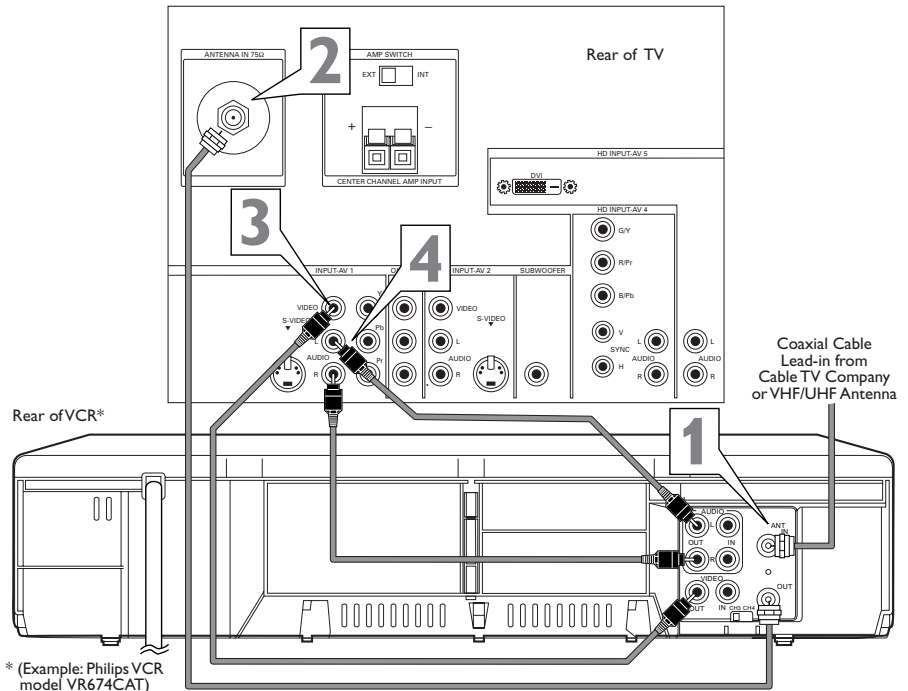 ANTENNA IN 75Ω
2
AMP SWITCH
EXT
INT
+
−
CENTER CHANNEL AMP INPUT
Rear of TV
HD INPUT-AV 5
DVI
HD INPUT-AV 4
G/Y
R/Pr
B/Pb
V
SYNC
H
L
AUDIO
R
L
AUDIO
R
3
4
INPUT-AV 1
VIDEO
S-VIDEO
L
AUDIO
R
Y
Pb
Pr
INPUT-AV 2
VIDEO
S-VIDEO
L
AUDIO
R
SUBWOOFER
Coaxial Cable
Lead-in from
Cable TV Company
or VHF/UHF Antenna
Rear of VCR*
1
AUDIO
L
OUT
IN
R
VIDEO
OUT
IN
CH3 CH4
ANT
IN
OUT
* (Example: Philips VCR
model VR674CAT)